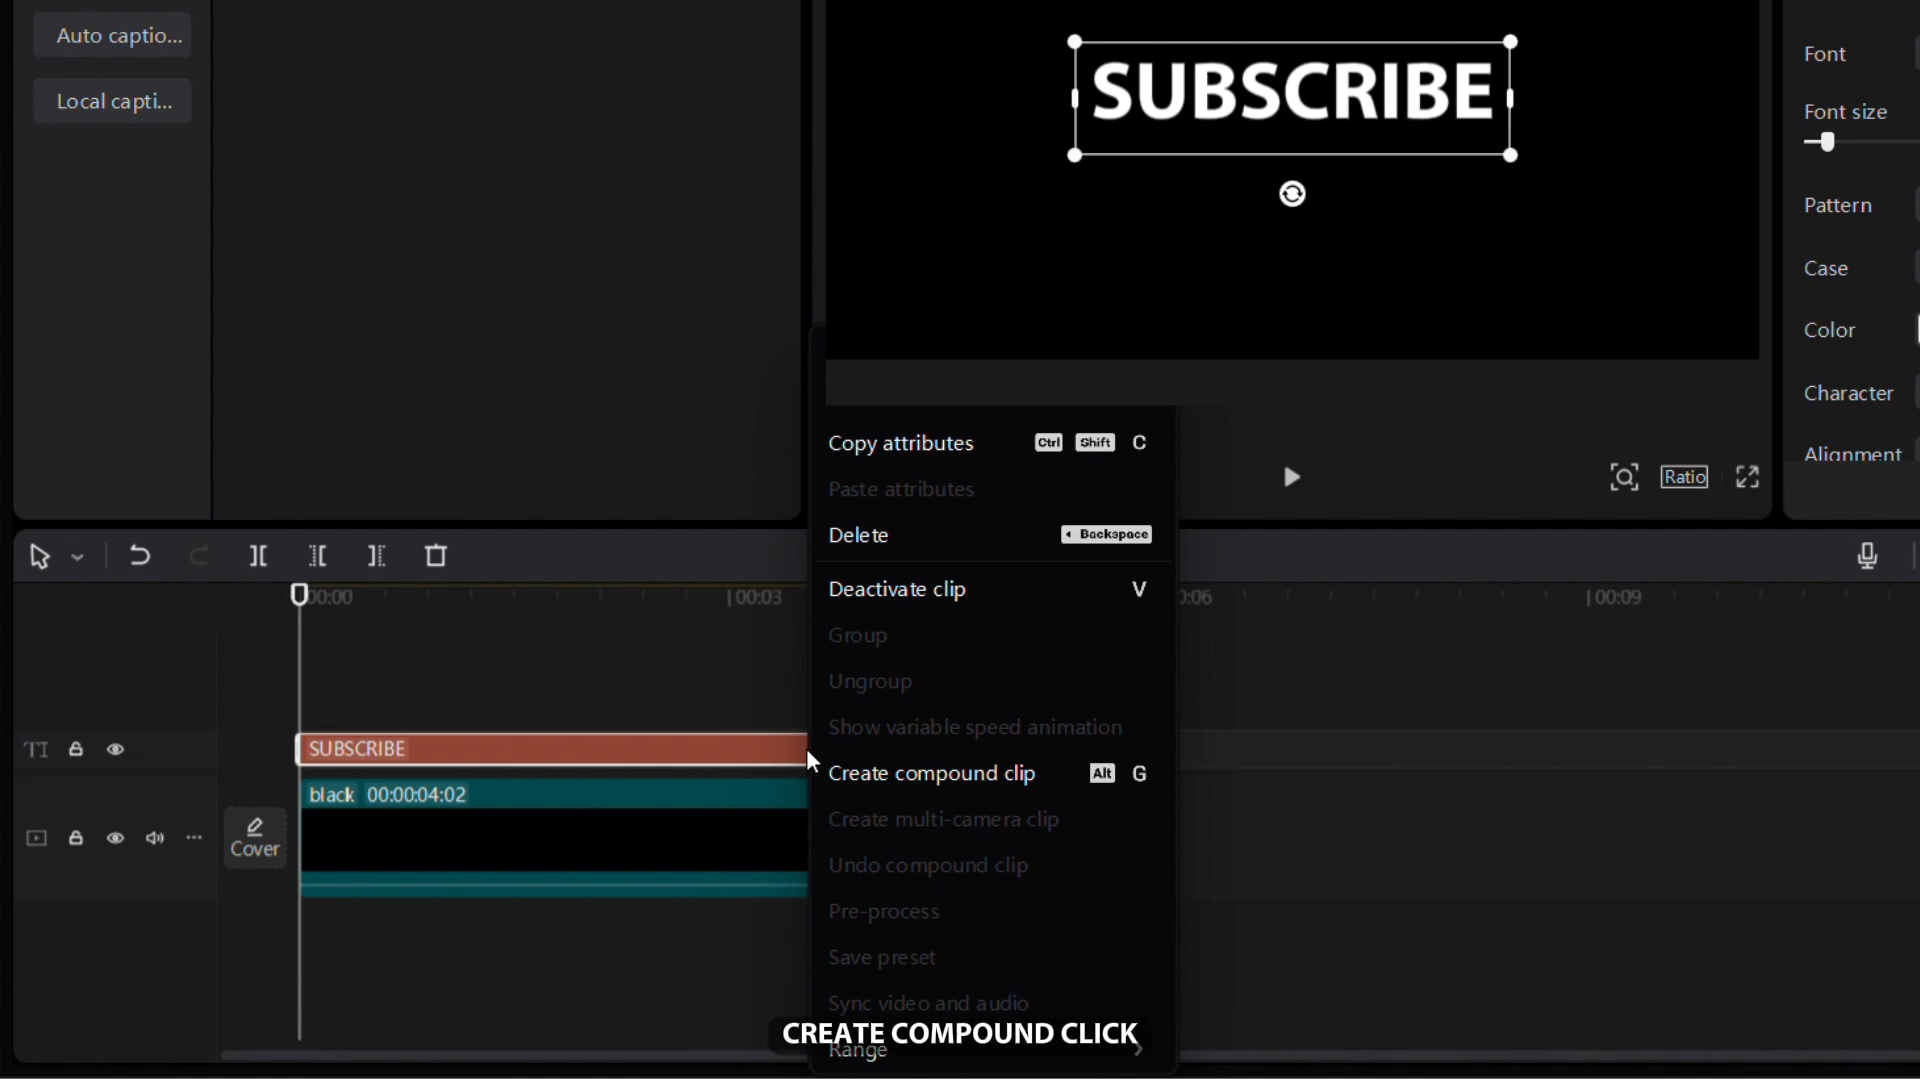 Auto captio...
Local capti...
SUBSCRIBE
Font
Font size
Pattern
Case
Color
Character
Alignment
Ratio
Copy attributes Ctrl Shift C
Paste attributes
Delete Backspace
Deactivate clip V
Group
Ungroup
Show variable speed animation
Create compound clip Alt G
Create multi-camera clip
Undo compound clip
Pre-process
Save preset
Sync video and audio
Range
00:00 00:03 0:06 00:09
TI SUBSCRIBE
black 00:00:04:02
Cover
CREATE COMPOUND CLICK